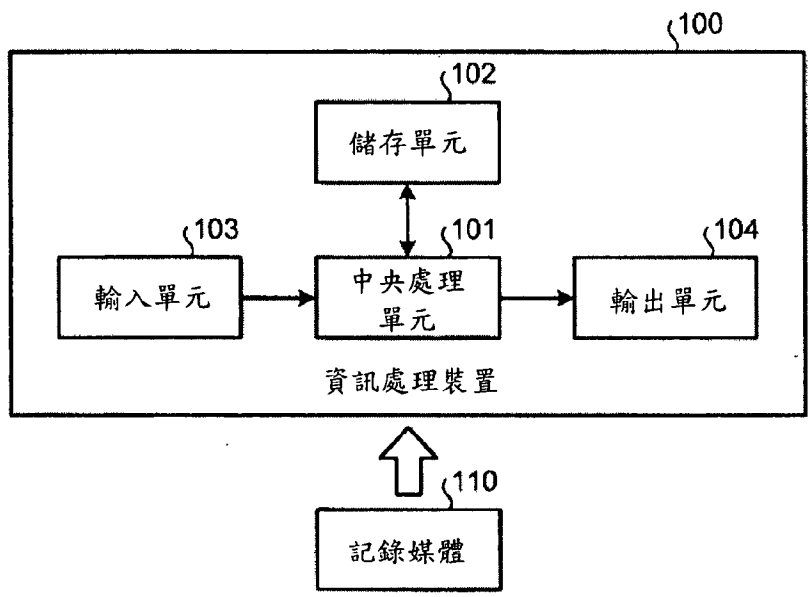 100
102
儲存單元
103
101
104
輸入單元
中央處理
單元
輸出單元
資訊處理裝置
110
記錄媒體